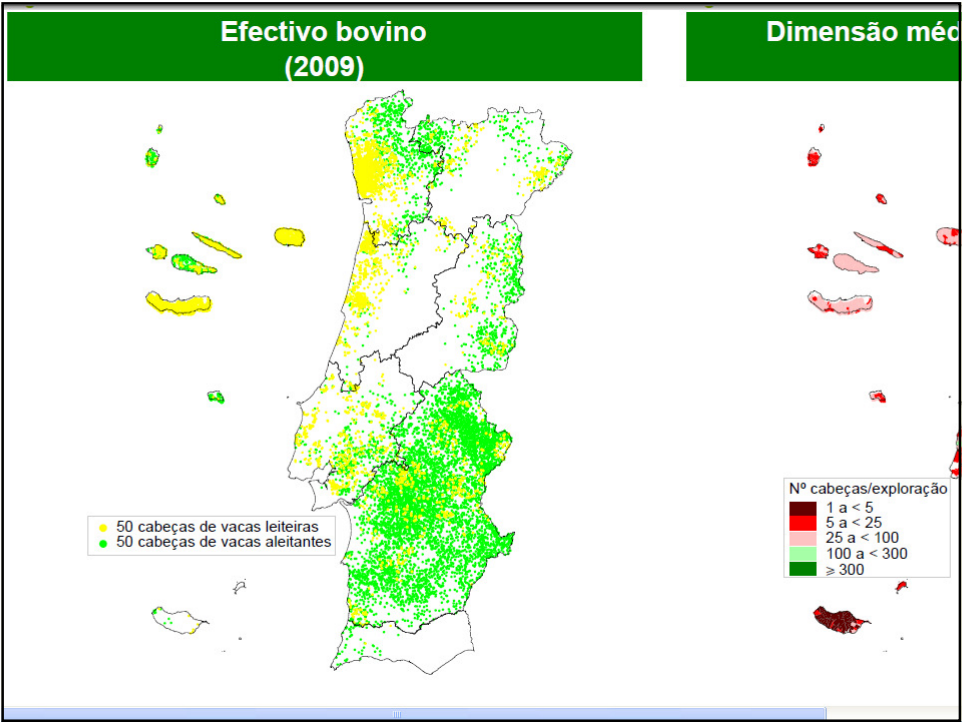 Efectivo bovino
(2009)
Dimensão méd
50 cabeças de vacas leiteiras
50 cabeças de vacas aleitantes
Nº cabeças/exploração
1 a < 5
5 a < 25
25 a < 100
100 a < 300
⩾ 300